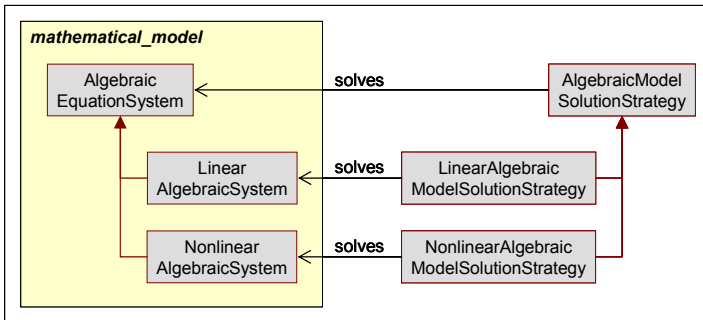 mathematical_model
Algebraic
EquationSystem
solves
AlgebraicModel
SolutionStrategy
Linear
AlgebraicSystem
solves
LinearAlgebraic
ModelSolutionStrategy
Nonlinear
AlgebraicSystem
solves
NonlinearAlgebraic
ModelSolutionStrategy